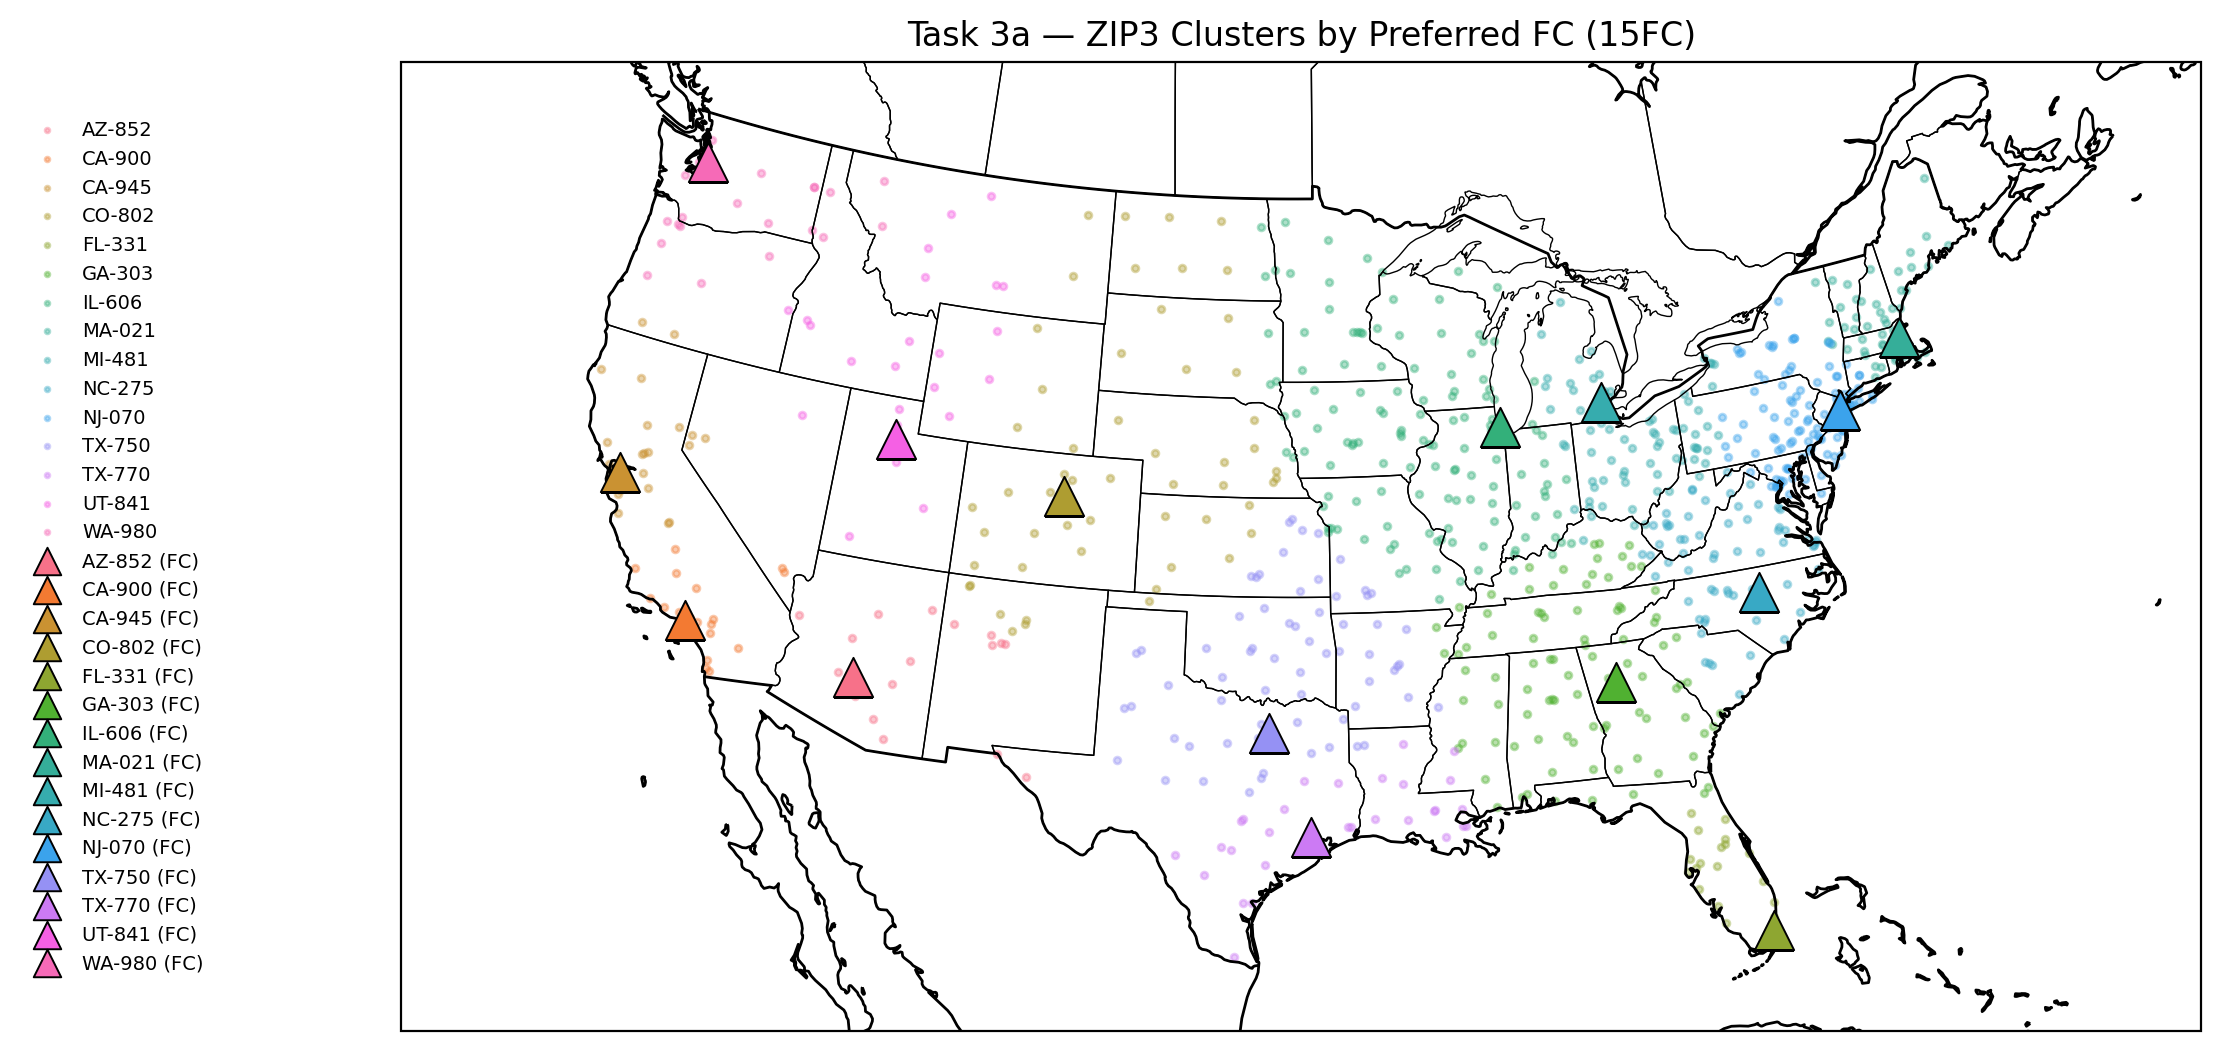 Task 3a — ZIP3 Clusters by Preferred FC (15FC)
AZ-852
CA-900
CA-945
CO-802
FL-331
GA-303
IL-606
MA-021
MI-481
NC-275
NJ-070
TX-750
TX-770
UT-841
WA-980
AZ-852 (FC)
CA-900 (FC)
CA-945 (FC)
CO-802 (FC)
FL-331 (FC)
GA-303 (FC)
IL-606 (FC)
MA-021 (FC)
MI-481 (FC)
NC-275 (FC)
NJ-070 (FC)
TX-750 (FC)
TX-770 (FC)
UT-841 (FC)
WA-980 (FC)